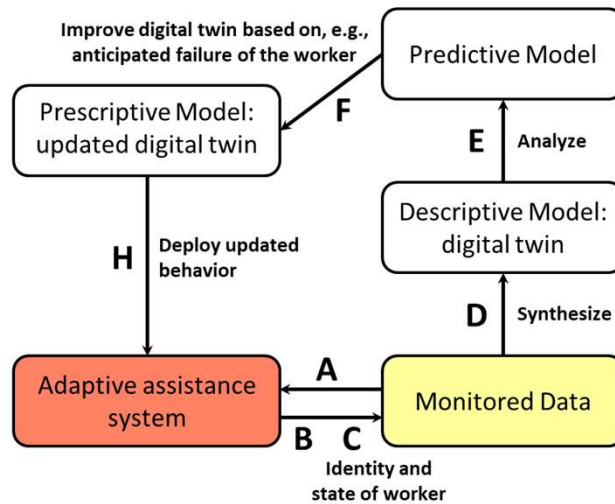 Improve digital twin based on, e.g.,
anticipated failure of the worker
Predictive Model
Prescriptive Model:
updated digital twin
F
E
Analyze
Descriptive Model:
digital twin
H
Deploy updated
behavior
D
Synthesize
Adaptive assistance
system
A
B
C
Monitored Data
Identity and
state of worker